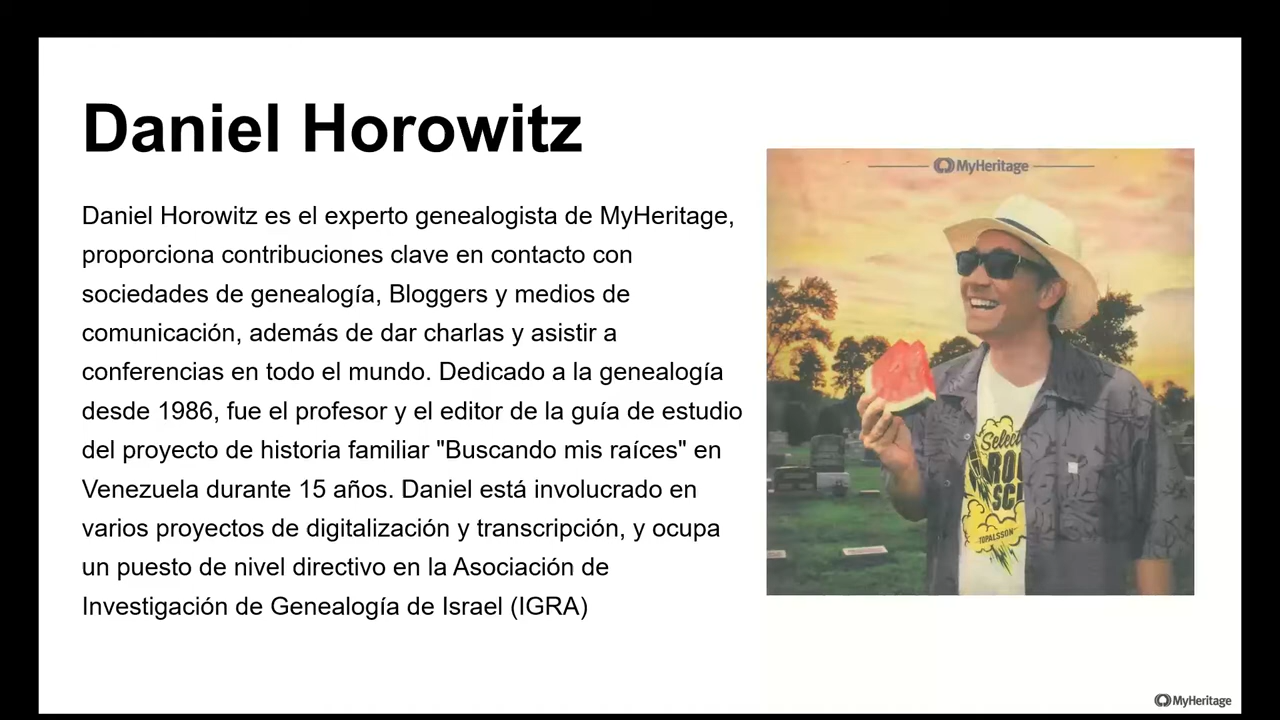 Daniel Horowitz
Daniel Horowitz es el experto genealogista de MyHeritage,
proporciona contribuciones clave en contacto con
sociedades de genealogía, Bloggers y medios de
comunicación, además de dar charlas y asistir a
conferencias en todo el mundo. Dedicado a la genealogía
desde 1986, fue el profesor y el editor de la guía de estudio
del proyecto de historia familiar "Buscando mis raíces" en
Venezuela durante 15 años. Daniel está involucrado en
varios proyectos de digitalización y transcripción, y ocupa
un puesto de nivel directivo en la Asociación de
Investigación de Genealogía de Israel (IGRA)
MyHeritage
TOPALSSON
MyHeritage